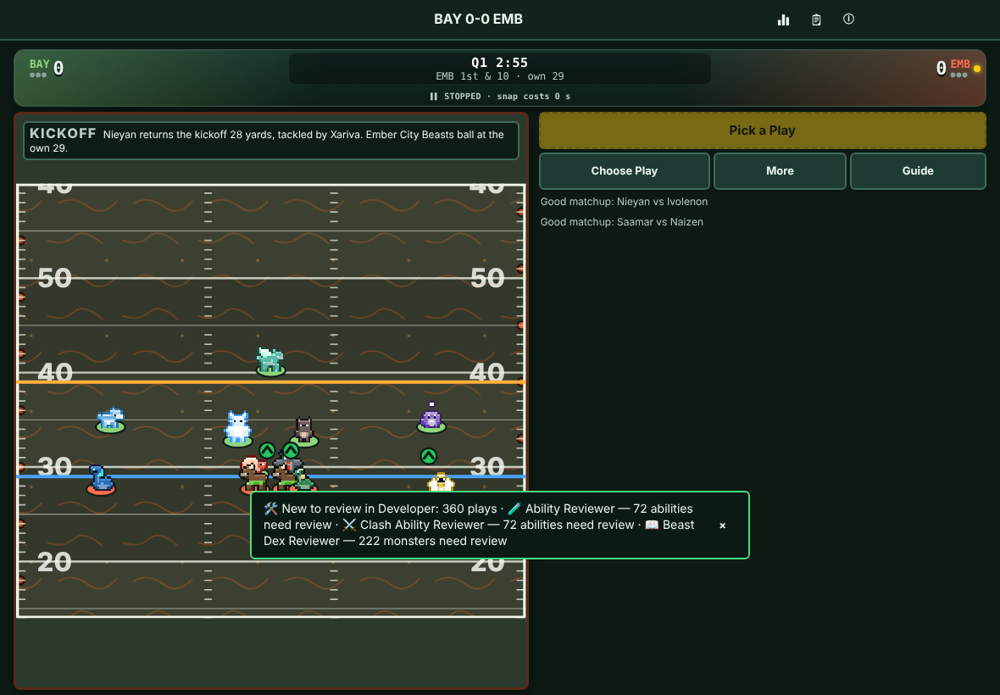 BAY 0-0 EMB
BAY 0
Q1 2:55
EMB 1st & 10 · own 29
STOPPED · snap costs 0 s
0 EMB
KICKOFF Nieyan returns the kickoff 28 yards, tackled by Xariva. Ember City Beasts ball at the
own 29.
40 40
50 50
40 40
30 30
20 20
Pick a Play
Choose Play
More
Guide
Good matchup: Nieyan vs Ivolenon
Good matchup: Saamar vs Naizen
🛠️ New to review in Developer: 360 plays · 🧪 Ability Reviewer — 72 abilities
need review · ⚔️ Clash Ability Reviewer — 72 abilities need review · 📖 Beast
Dex Reviewer — 222 monsters need review
×